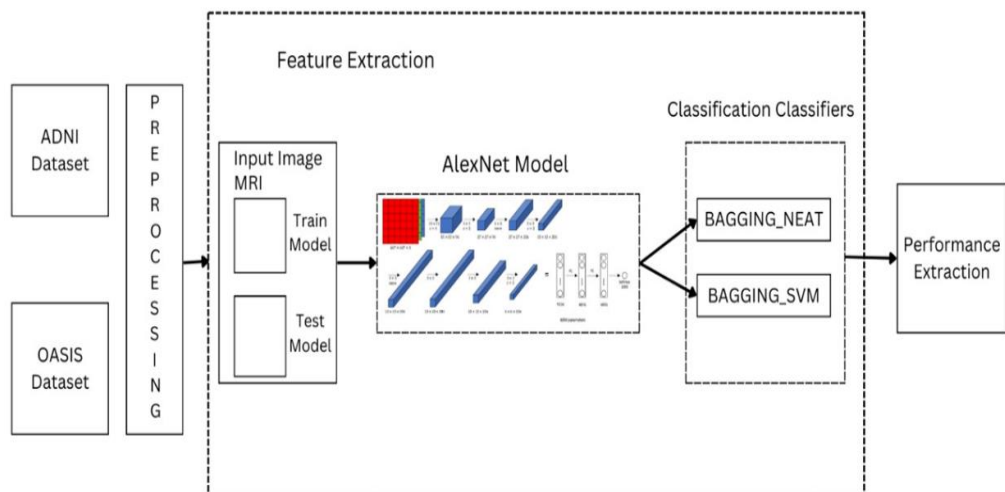 Feature Extraction
ADNI
Dataset
OASIS
Dataset
PREPROCESSING
Input Image
MRI
Train
Model
Test
Model
AlexNet Model
Classification Classifiers
BAGGING_NEAT
BAGGING_SVM
Performance
Extraction